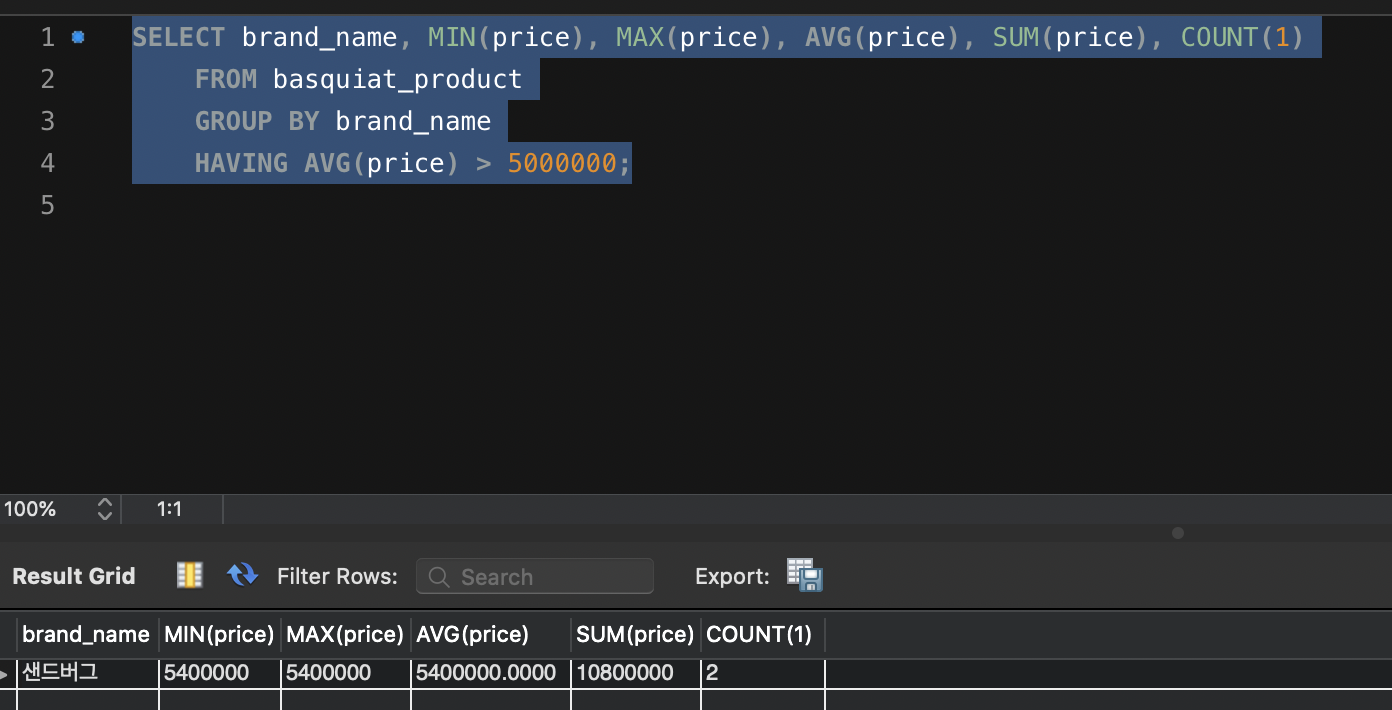 1 SELECT brand_name, MIN(price), MAX(price), AVG(price), SUM(price), COUNT(1)
2 FROM basquiat_product
3 GROUP BY brand_name
4 HAVING AVG(price) > 5000000;
5
100% 1:1
Result Grid Filter Rows: Search Export:
brand_name MIN(price) MAX(price) AVG(price) SUM(price) COUNT(1)
샌드버그 5400000 5400000 5400000.0000 10800000 2